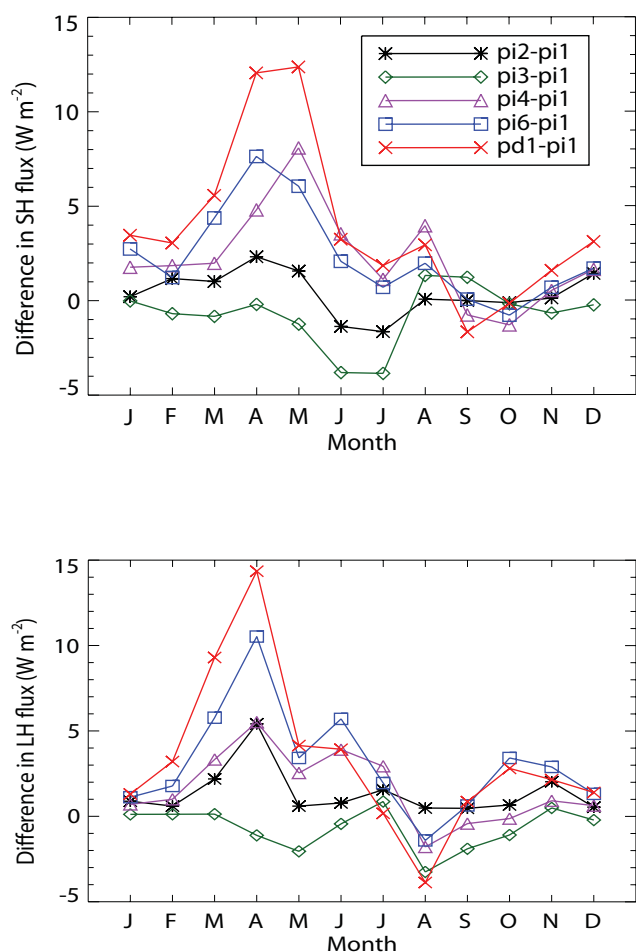 15
10
5
0
-5
Difference in SH flux (W m-2)
pi2-pi1
pi3-pi1
pi4-pi1
pi6-pi1
pd1-pi1
J F M A M J J A S O N D
Month
15
10
5
0
-5
Difference in LH flux (W m-2)
J F M A M J J A S O N D
Month